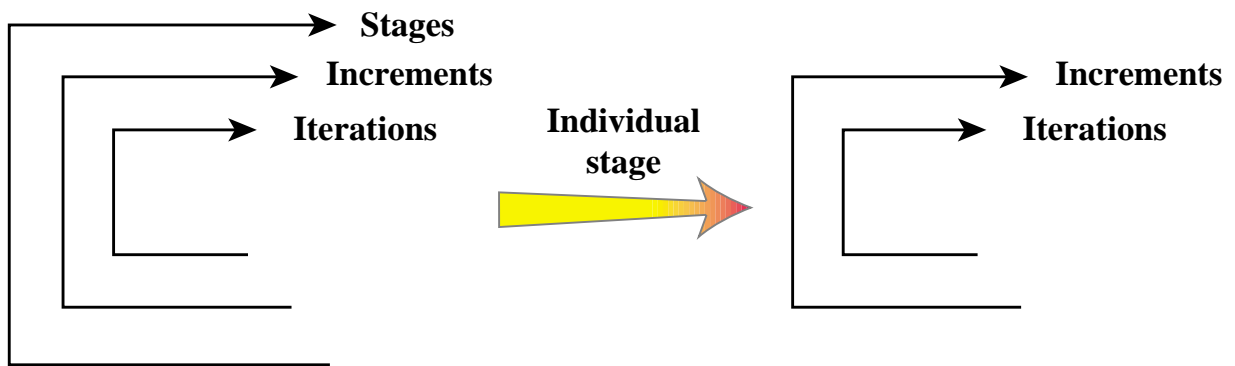 Stages
Increments
Iterations
Individual
stage
Increments
Iterations